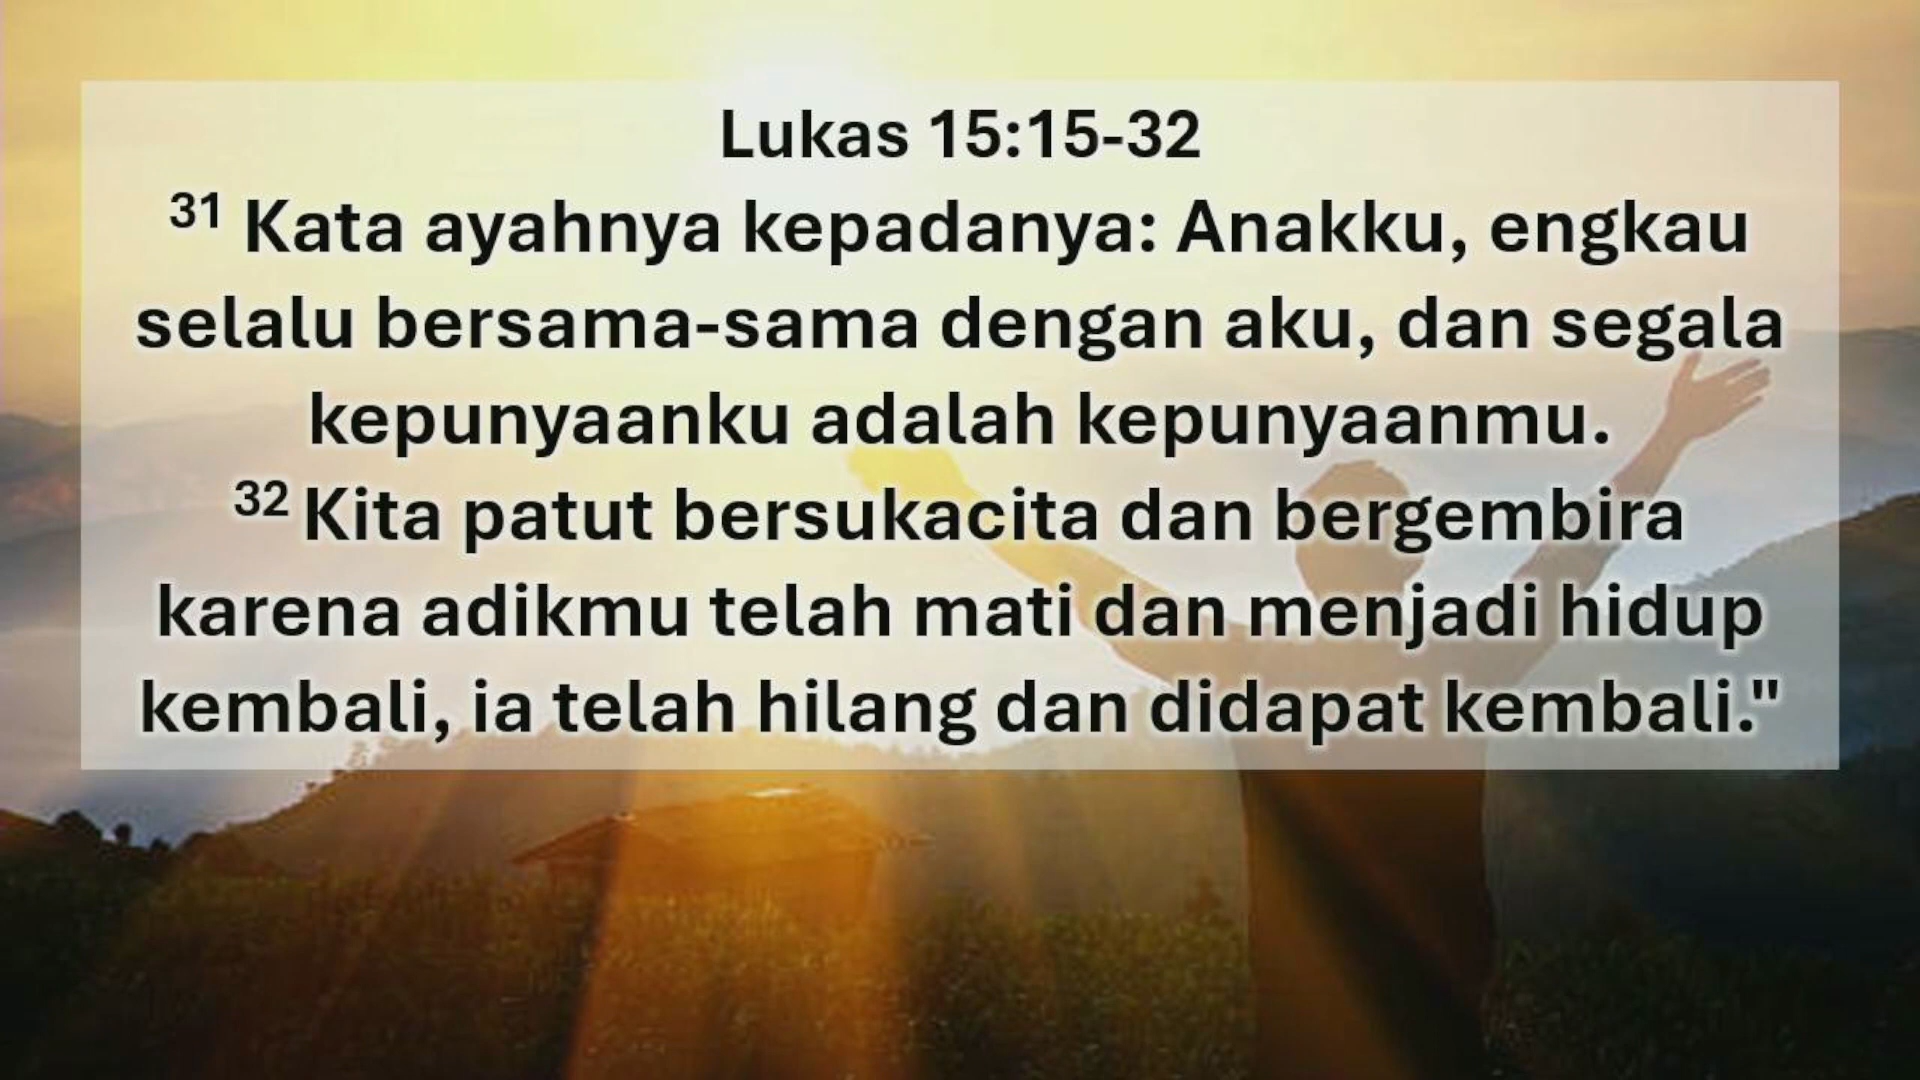 Lukas 15:15-32
31 Kata ayahnya kepadanya: Anakku, engkau
selalu bersama-sama dengan aku, dan segala
kepunyaanku adalah kepunyaanmu.
32 Kita patut bersukacita dan bergembira
karena adikmu telah mati dan menjadi hidup
kembali, ia telah hilang dan didapat kembali."